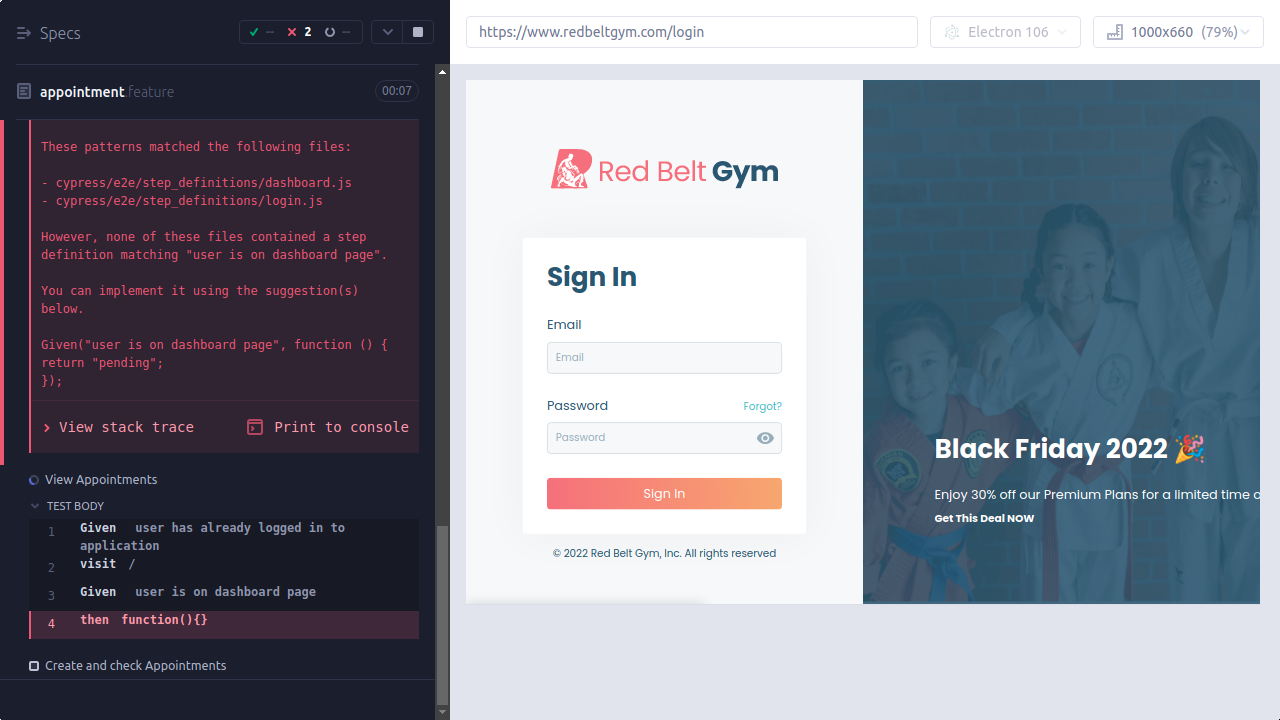 Specs
--
2
--
appointment.feature
00:07
These patterns matched the following files:
- cypress/e2e/step_definitions/dashboard.js
- cypress/e2e/step_definitions/login.js
However, none of these files contained a step
definition matching "user is on dashboard page".
You can implement it using the suggestion(s)
below.
Given("user is on dashboard page", function () {
return "pending";
});
View stack trace
Print to console
View Appointments
TEST BODY
1 Given user has already logged in to
application
2 visit /
3 Given user is on dashboard page
4 then function(){}
Create and check Appointments
https://www.redbeltgym.com/login
Electron 106
1000x660 (79%)
Red Belt Gym
Sign In
Email
Email
Password
Forgot?
Password
Sign In
© 2022 Red Belt Gym, Inc. All rights reserved
Black Friday 2022 🎉
Enjoy 30% off our Premium Plans for a limited time o
Get This Deal NOW